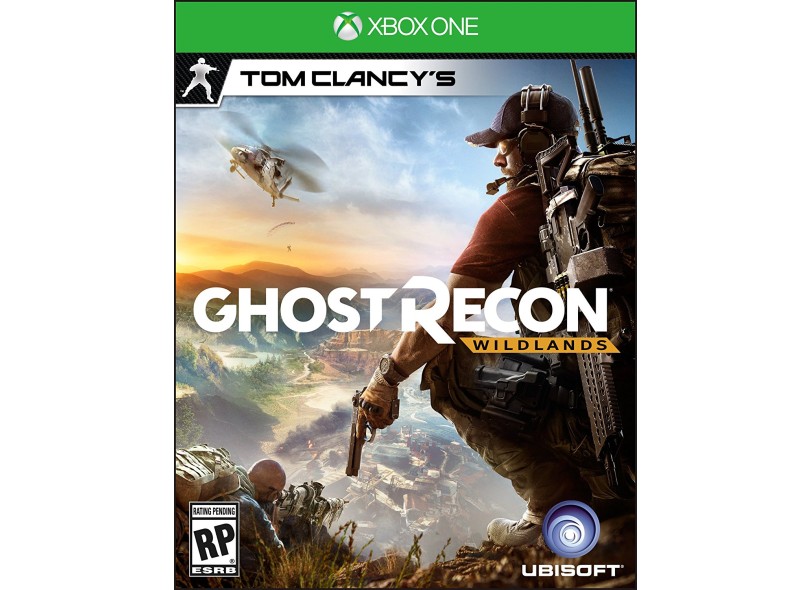 XBOX ONE
TOM CLANCY'S
GHOST RECON
WILDLANDS
RATING PENDING
RP
ESRB
UBISOFT